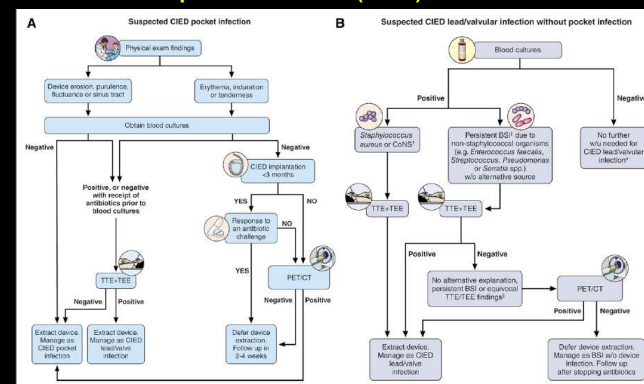 A
Suspected CIED pocket infection
Physical exam findings
Device erosion, purulence,
fluctuance or sinus tract
Erythema, induration
or tenderness
Obtain blood cultures
Negative
Negative
CIED implantation
<3 months
Positive, or negative
with receipt of
antibiotics prior to
blood cultures
YES
NO
Response to
an antibiotic
challenge
NO
YES
TTE+TEE
PET/CT
Negative
Positive
Negative
Positive
Extract device.
Manage as
CIED pocket
infection
Extract device.
Manage as CIED
lead/valve
infection
Defer device
extraction.
Follow up in
2-4 weeks
B
Suspected CIED lead/valvular infection without pocket infection
Blood cultures
Positive
Negative
Staphylococcus
aureus or CoNS
Persistent BSI due to
non-staphylococcal organisms
(e.g. Enterococcus faecalis,
Streptococcus, Pseudomonas
or Serratia spp.)
w/o alternative source
No further
w/u needed for
CIED lead/valvular
infection
TTE+TEE
TTE+TEE
Positive
Negative
No alternative explanation,
persistent BSI or equivocal
TTE/TEE findings
PET/CT
Positive
Negative
Extract device.
Manage as CIED
lead/valve
infection
Defer device extraction.
Manage as BSI w/o device
infection. Follow up
after stopping antibiotics